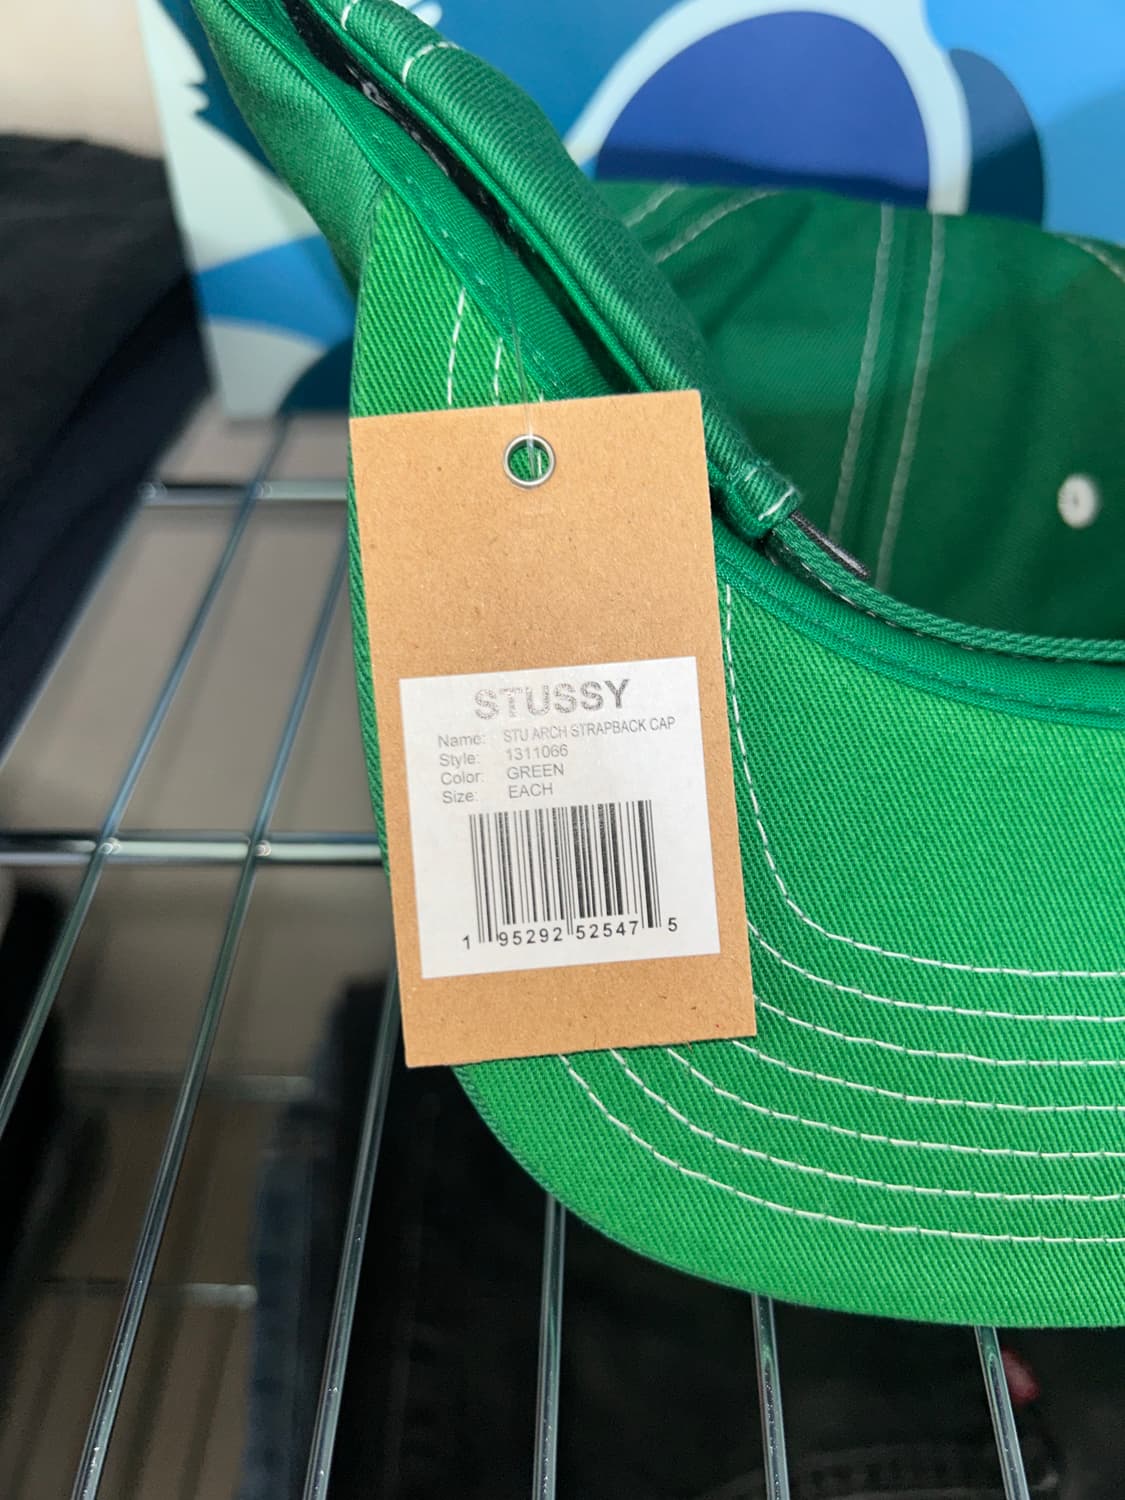 STUSSY
Name: STU ARCH STRAPBACK CAP
Style: 1311066
Color: GREEN
Size: EACH
1 95292 52547 5